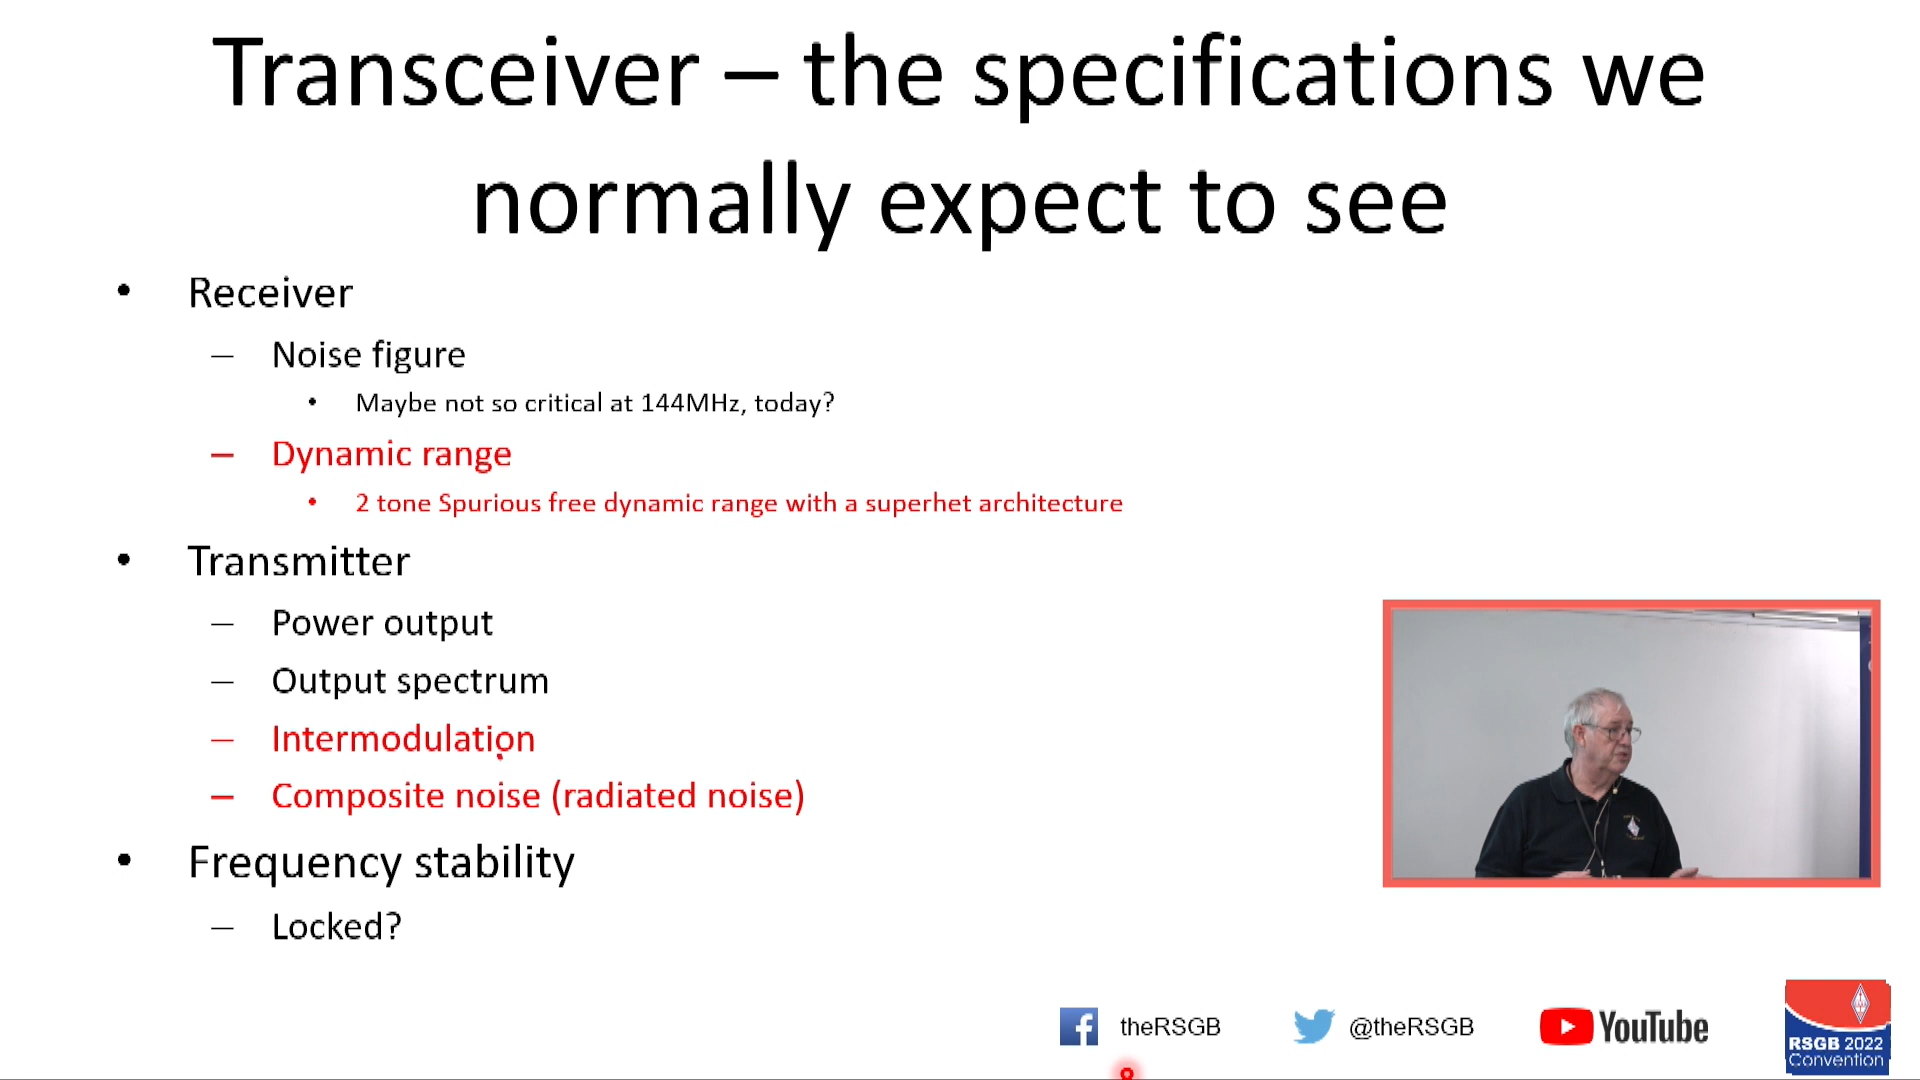 Transceiver – the specifications we
normally expect to see
• Receiver
– Noise figure
• Maybe not so critical at 144MHz, today?
– Dynamic range
• 2 tone Spurious free dynamic range with a superhet architecture
• Transmitter
– Power output
– Output spectrum
– Intermodulation
– Composite noise (radiated noise)
• Frequency stability
– Locked?
theRSGB
@theRSGB
YouTube
RSGB 2022
Convention